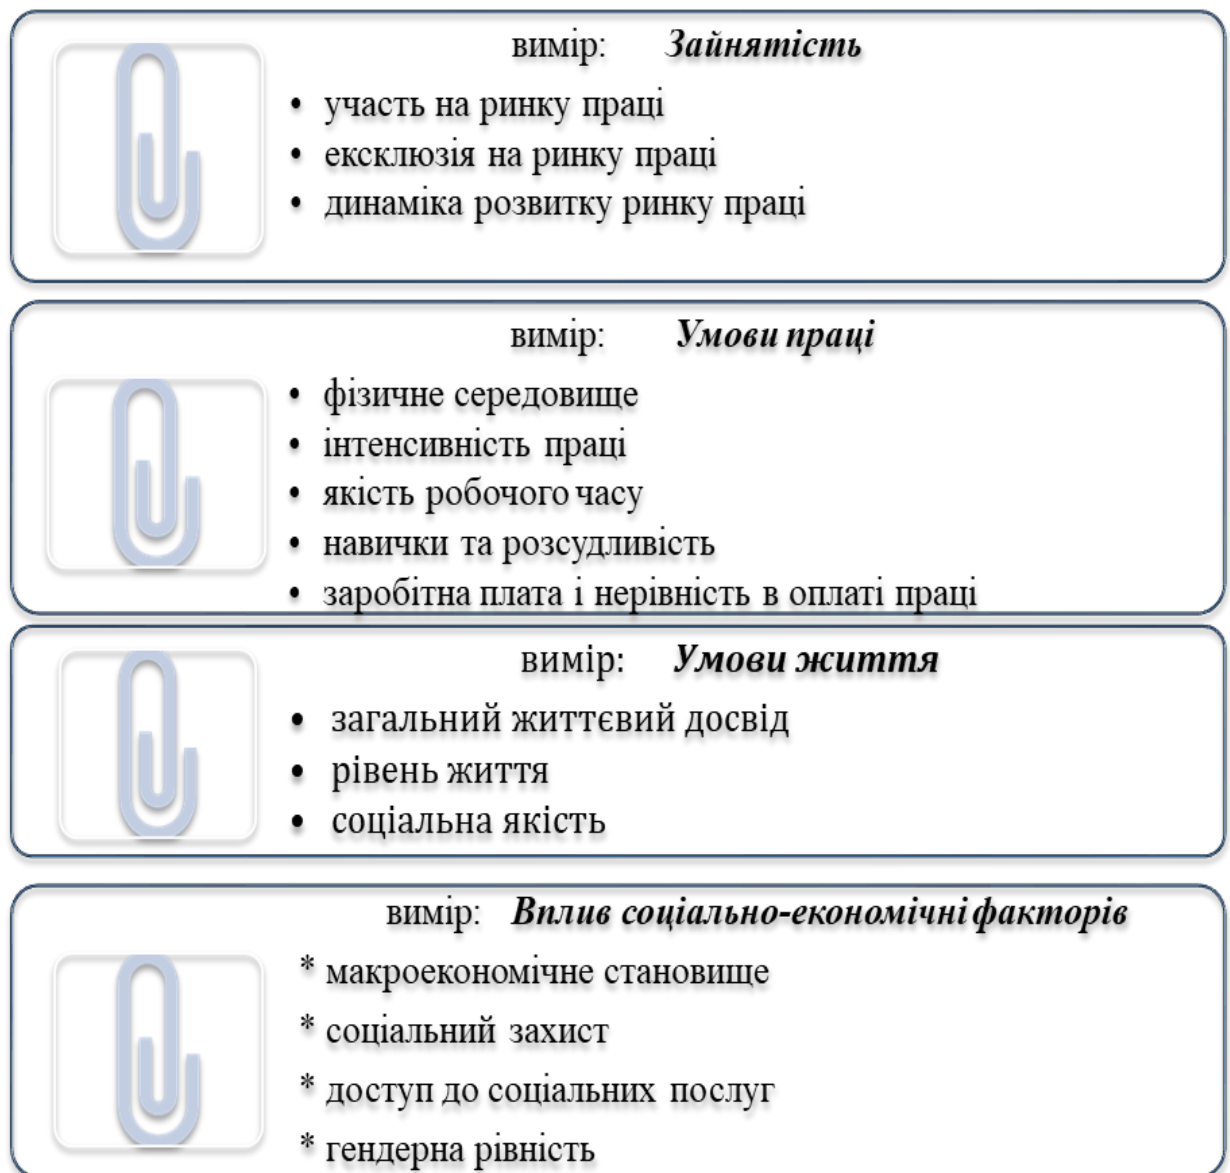 вимір: Зайнятість
• участь на ринку праці
• ексклюзія на ринку праці
• динаміка розвитку ринку праці
вимір: Умови праці
• фізичне середовище
• інтенсивність праці
• якість робочого часу
• навички та розсудливість
• заробітна плата і нерівність в оплаті праці
вимір: Умови життя
• загальний життєвий досвід
• рівень життя
• соціальна якість
вимір: Вплив соціально-економічні факторів
* макроекономічне становище
* соціальний захист
* доступ до соціальних послуг
* гендерна рівність